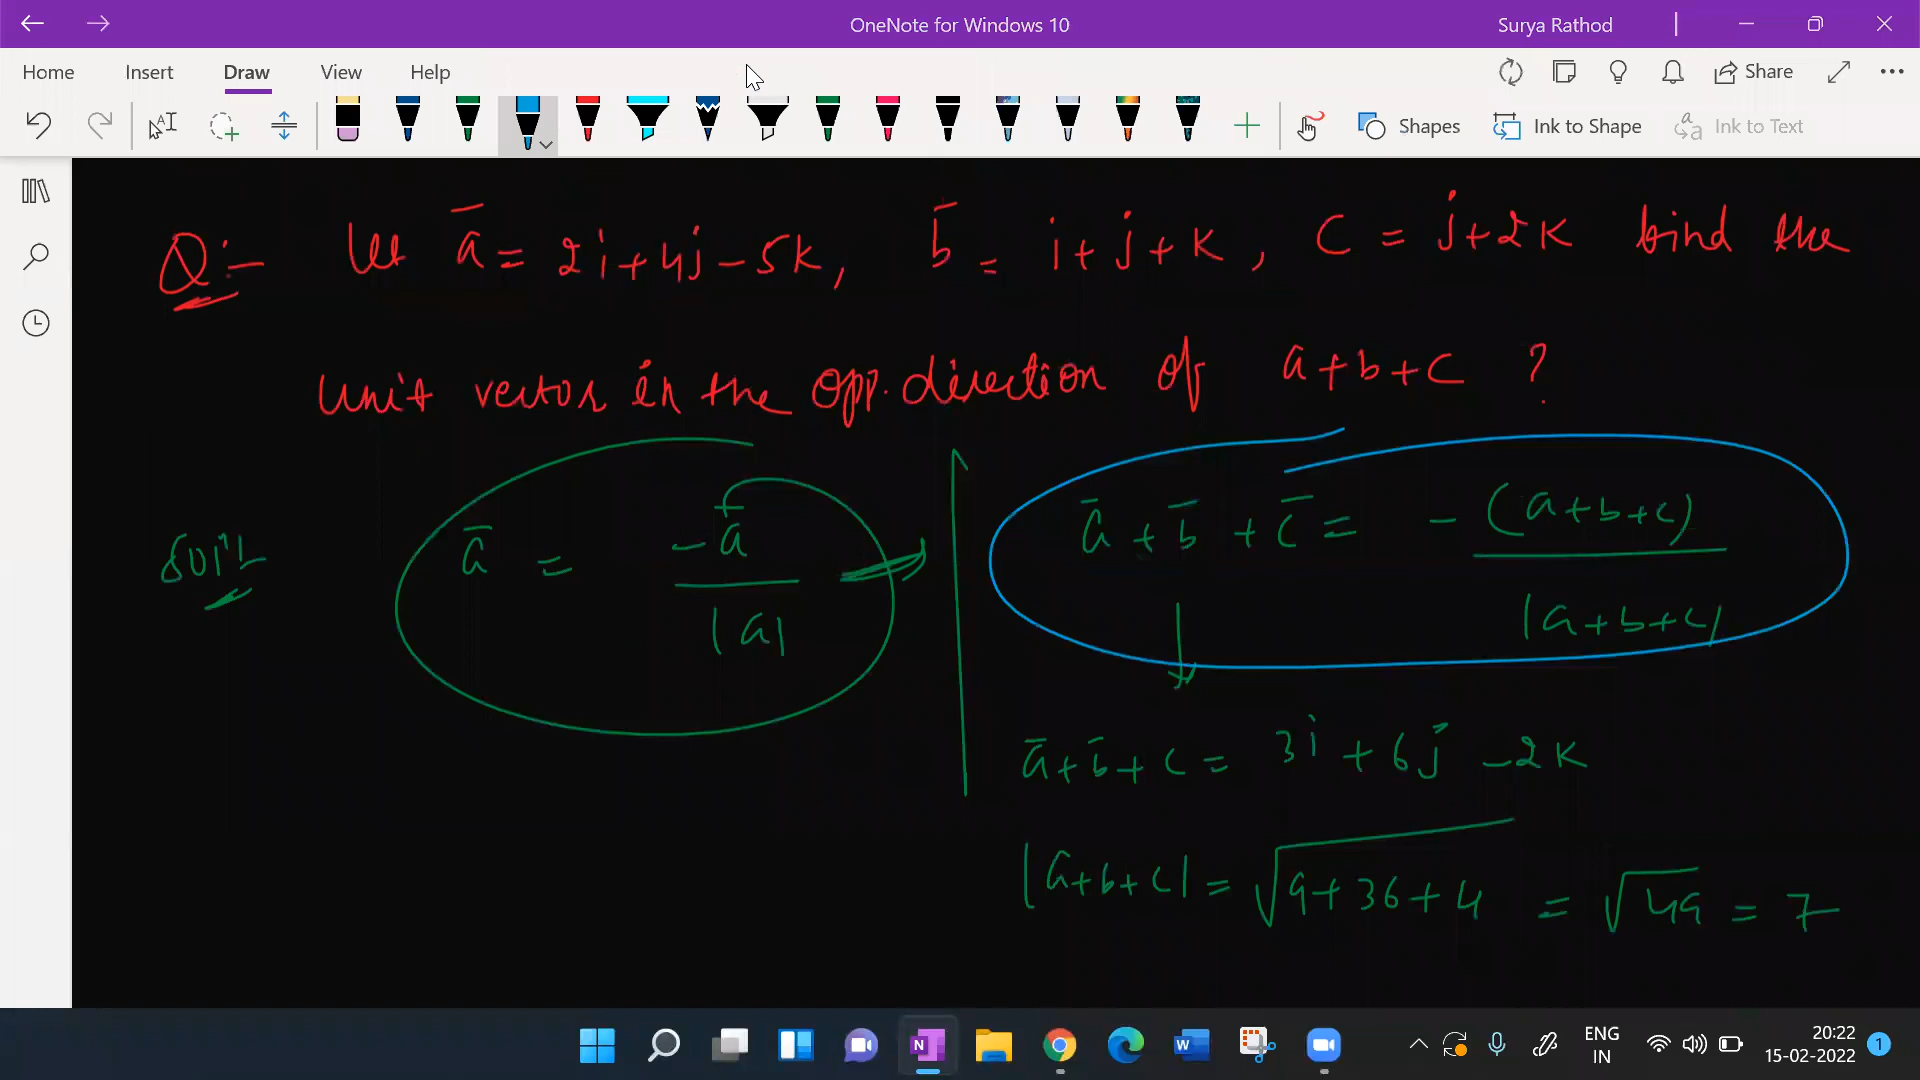 OneNote for Windows 10
Surya Rathod
Home Insert Draw View Help
Share
Shapes Ink to Shape Ink to Text
Q:- Let a̅ = 2i+4j-5k, b̅ = i+j+k, c = j+2k find the
unit vector in the opp. direction of a+b+c ?
Soln a̅ = -a̅ / |a|
a̅ + b̅ + c̅ = -(a+b+c) / |a+b+c|
a̅+b̅+c = 3i + 6j -2k
|a+b+c| = √9+36+4 = √49 = 7
ENG
IN
20:22
15-02-2022
1